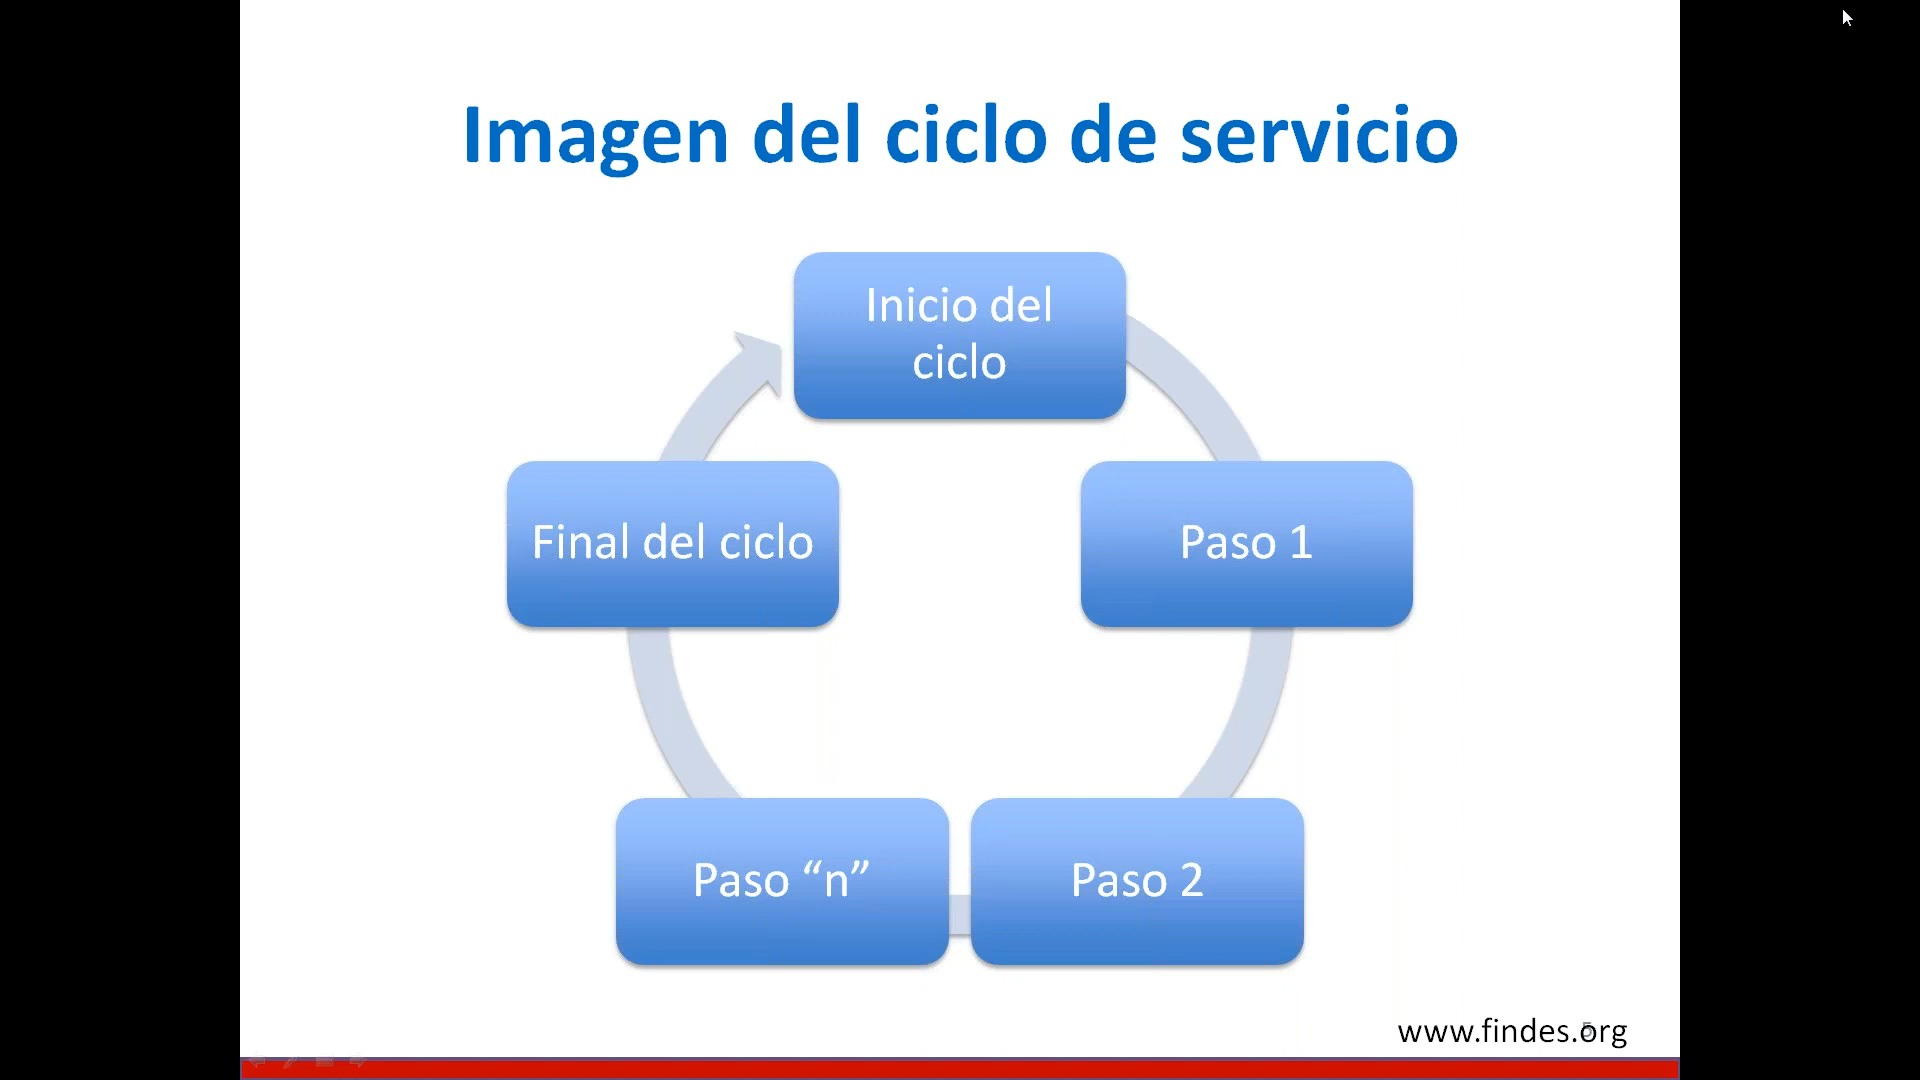 Imagen del ciclo de servicio
Inicio del
ciclo
Final del ciclo
Paso 1
Paso “n”
Paso 2
www.findes.org
5